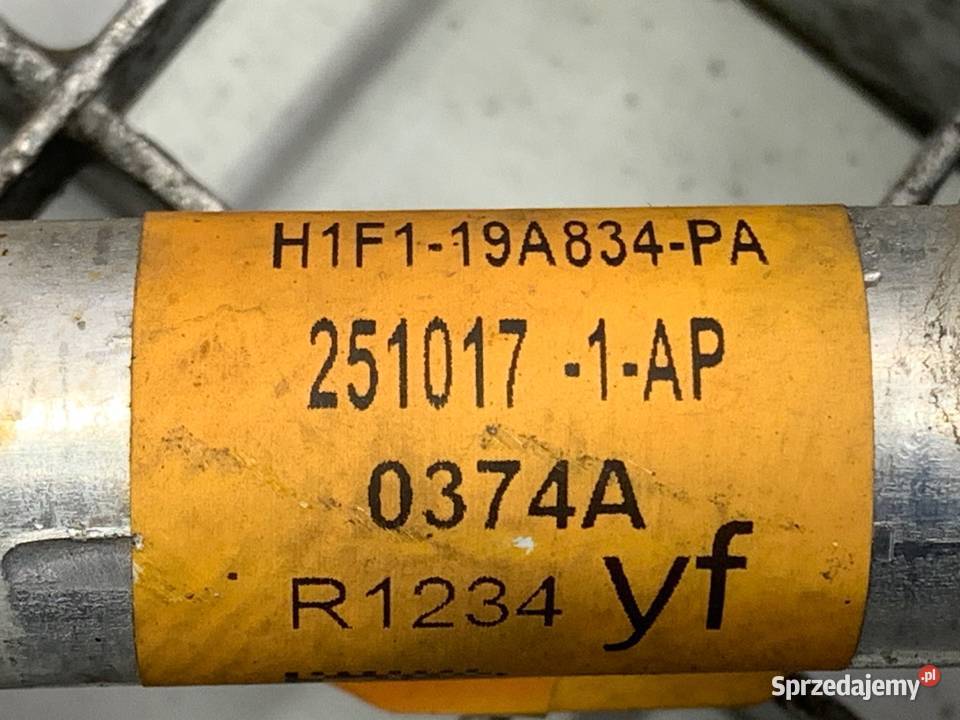 H1F1-19A834-PA
251017 -1-AP
0374A
R1234 yf
Sprzedajemy.pl